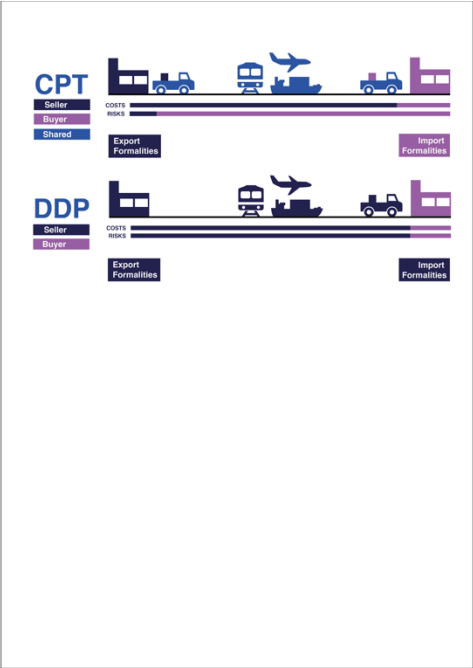 CPT
Seller
Buyer
Shared
COSTS
RISKS
Export
Formalities
Import
Formalities
DDP
Seller
Buyer
COSTS
RISKS
Export
Formalities
Import
Formalities